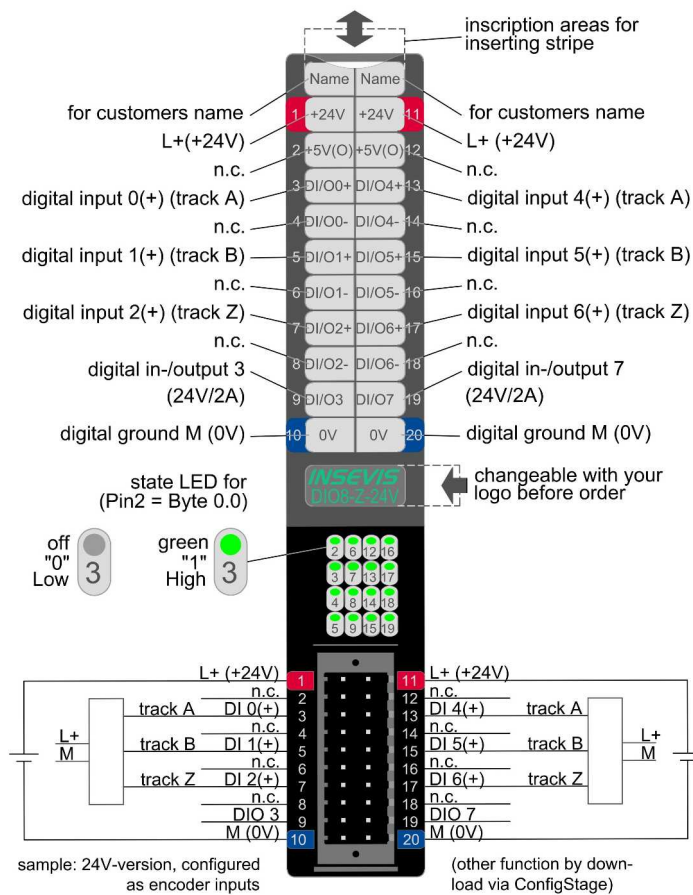 inscription areas for
inserting stripe
Name Name
for customers name
for customers name
1 +24V +24V 11
L+(+24V)
L+ (+24V)
2 +5V(O) +5V(O) 12
n.c.
n.c.
3 DI/O0+ DI/O4+ 13
digital input 0(+) (track A)
digital input 4(+) (track A)
n.c.
4 DI/O0- DI/O4- 14
n.c.
digital input 1(+) (track B)
5 DI/O1+ DI/O5+ 15
digital input 5(+) (track B)
n.c.
6 DI/O1- DI/O5- 16
n.c.
digital input 2(+) (track Z)
7 DI/O2+ DI/O6+ 17
digital input 6(+) (track Z)
n.c.
8 DI/O2- DI/O6- 18
n.c.
digital in-/output 3
(24V/2A)
9 DI/O3 DI/O7 19
digital in-/output 7
(24V/2A)
digital ground M (0V)
10 0V 0V 20
digital ground M (0V)
INSEVIS
DIO8-Z-24V
changeable with your
logo before order
state LED for
(Pin2 = Byte 0.0)
off
"0"
Low
3
green
"1"
High
3
2 6 12 16
3 7 13 17
4 8 14 18
5 9 15 19
L+ (+24V) 1 11 L+ (+24V)
n.c. 2 12 n.c.
track A DI 0(+) 3 13 DI 4(+) track A
n.c. 4 14 n.c.
L+
M
track B DI 1(+) 5 15 DI 5(+) track B
L+
M
n.c. 6 16 n.c.
track Z DI 2(+) 7 17 DI 6(+) track Z
n.c. 8 18 n.c.
DIO 3 9 19 DIO 7
M (0V) 10 20 M (0V)
sample: 24V-version, configured
as encoder inputs
(other function by down-
load via ConfigStage)